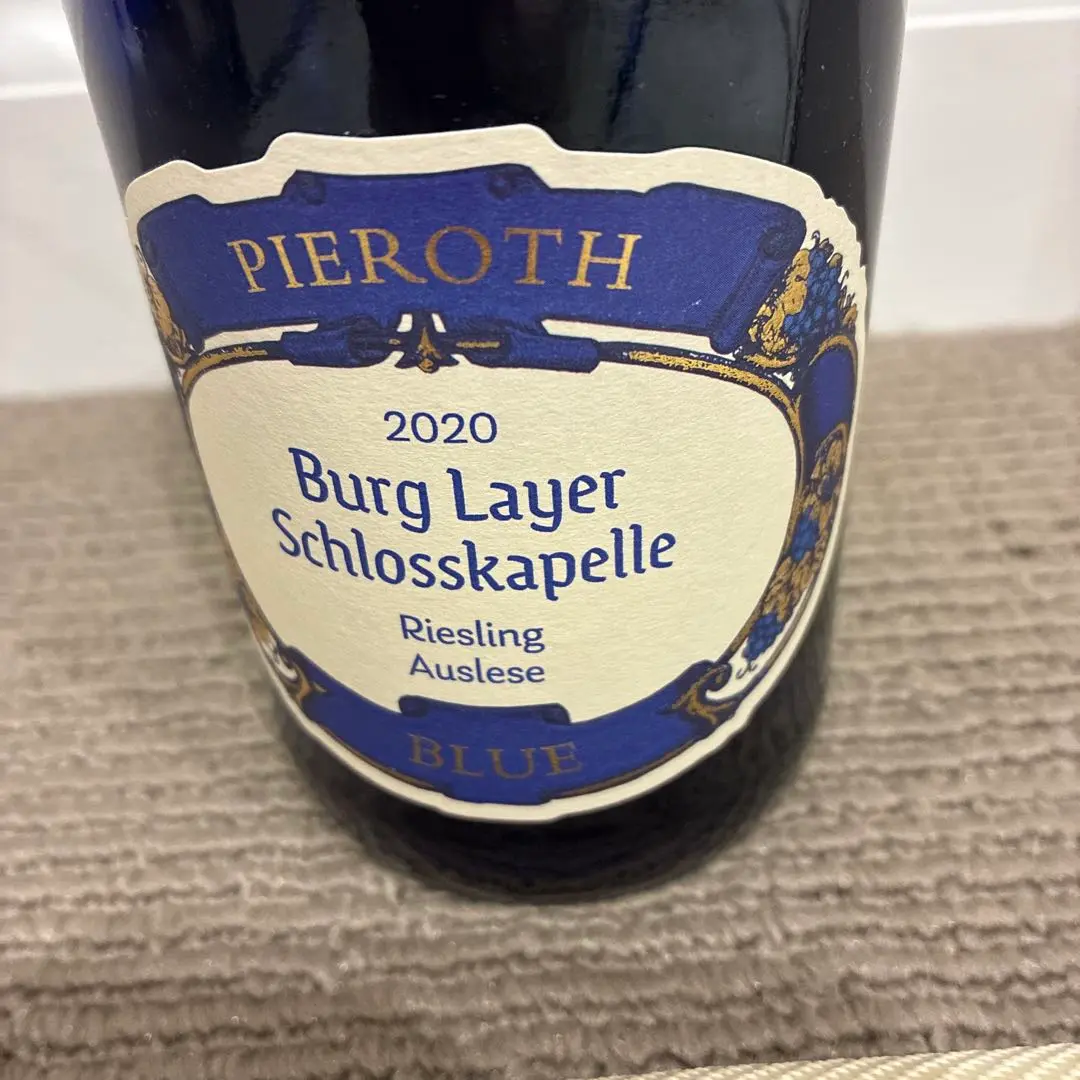 PIEROTH
2020
Burg Layer
Schlosskapelle
Riesling
Auslese
BLUE